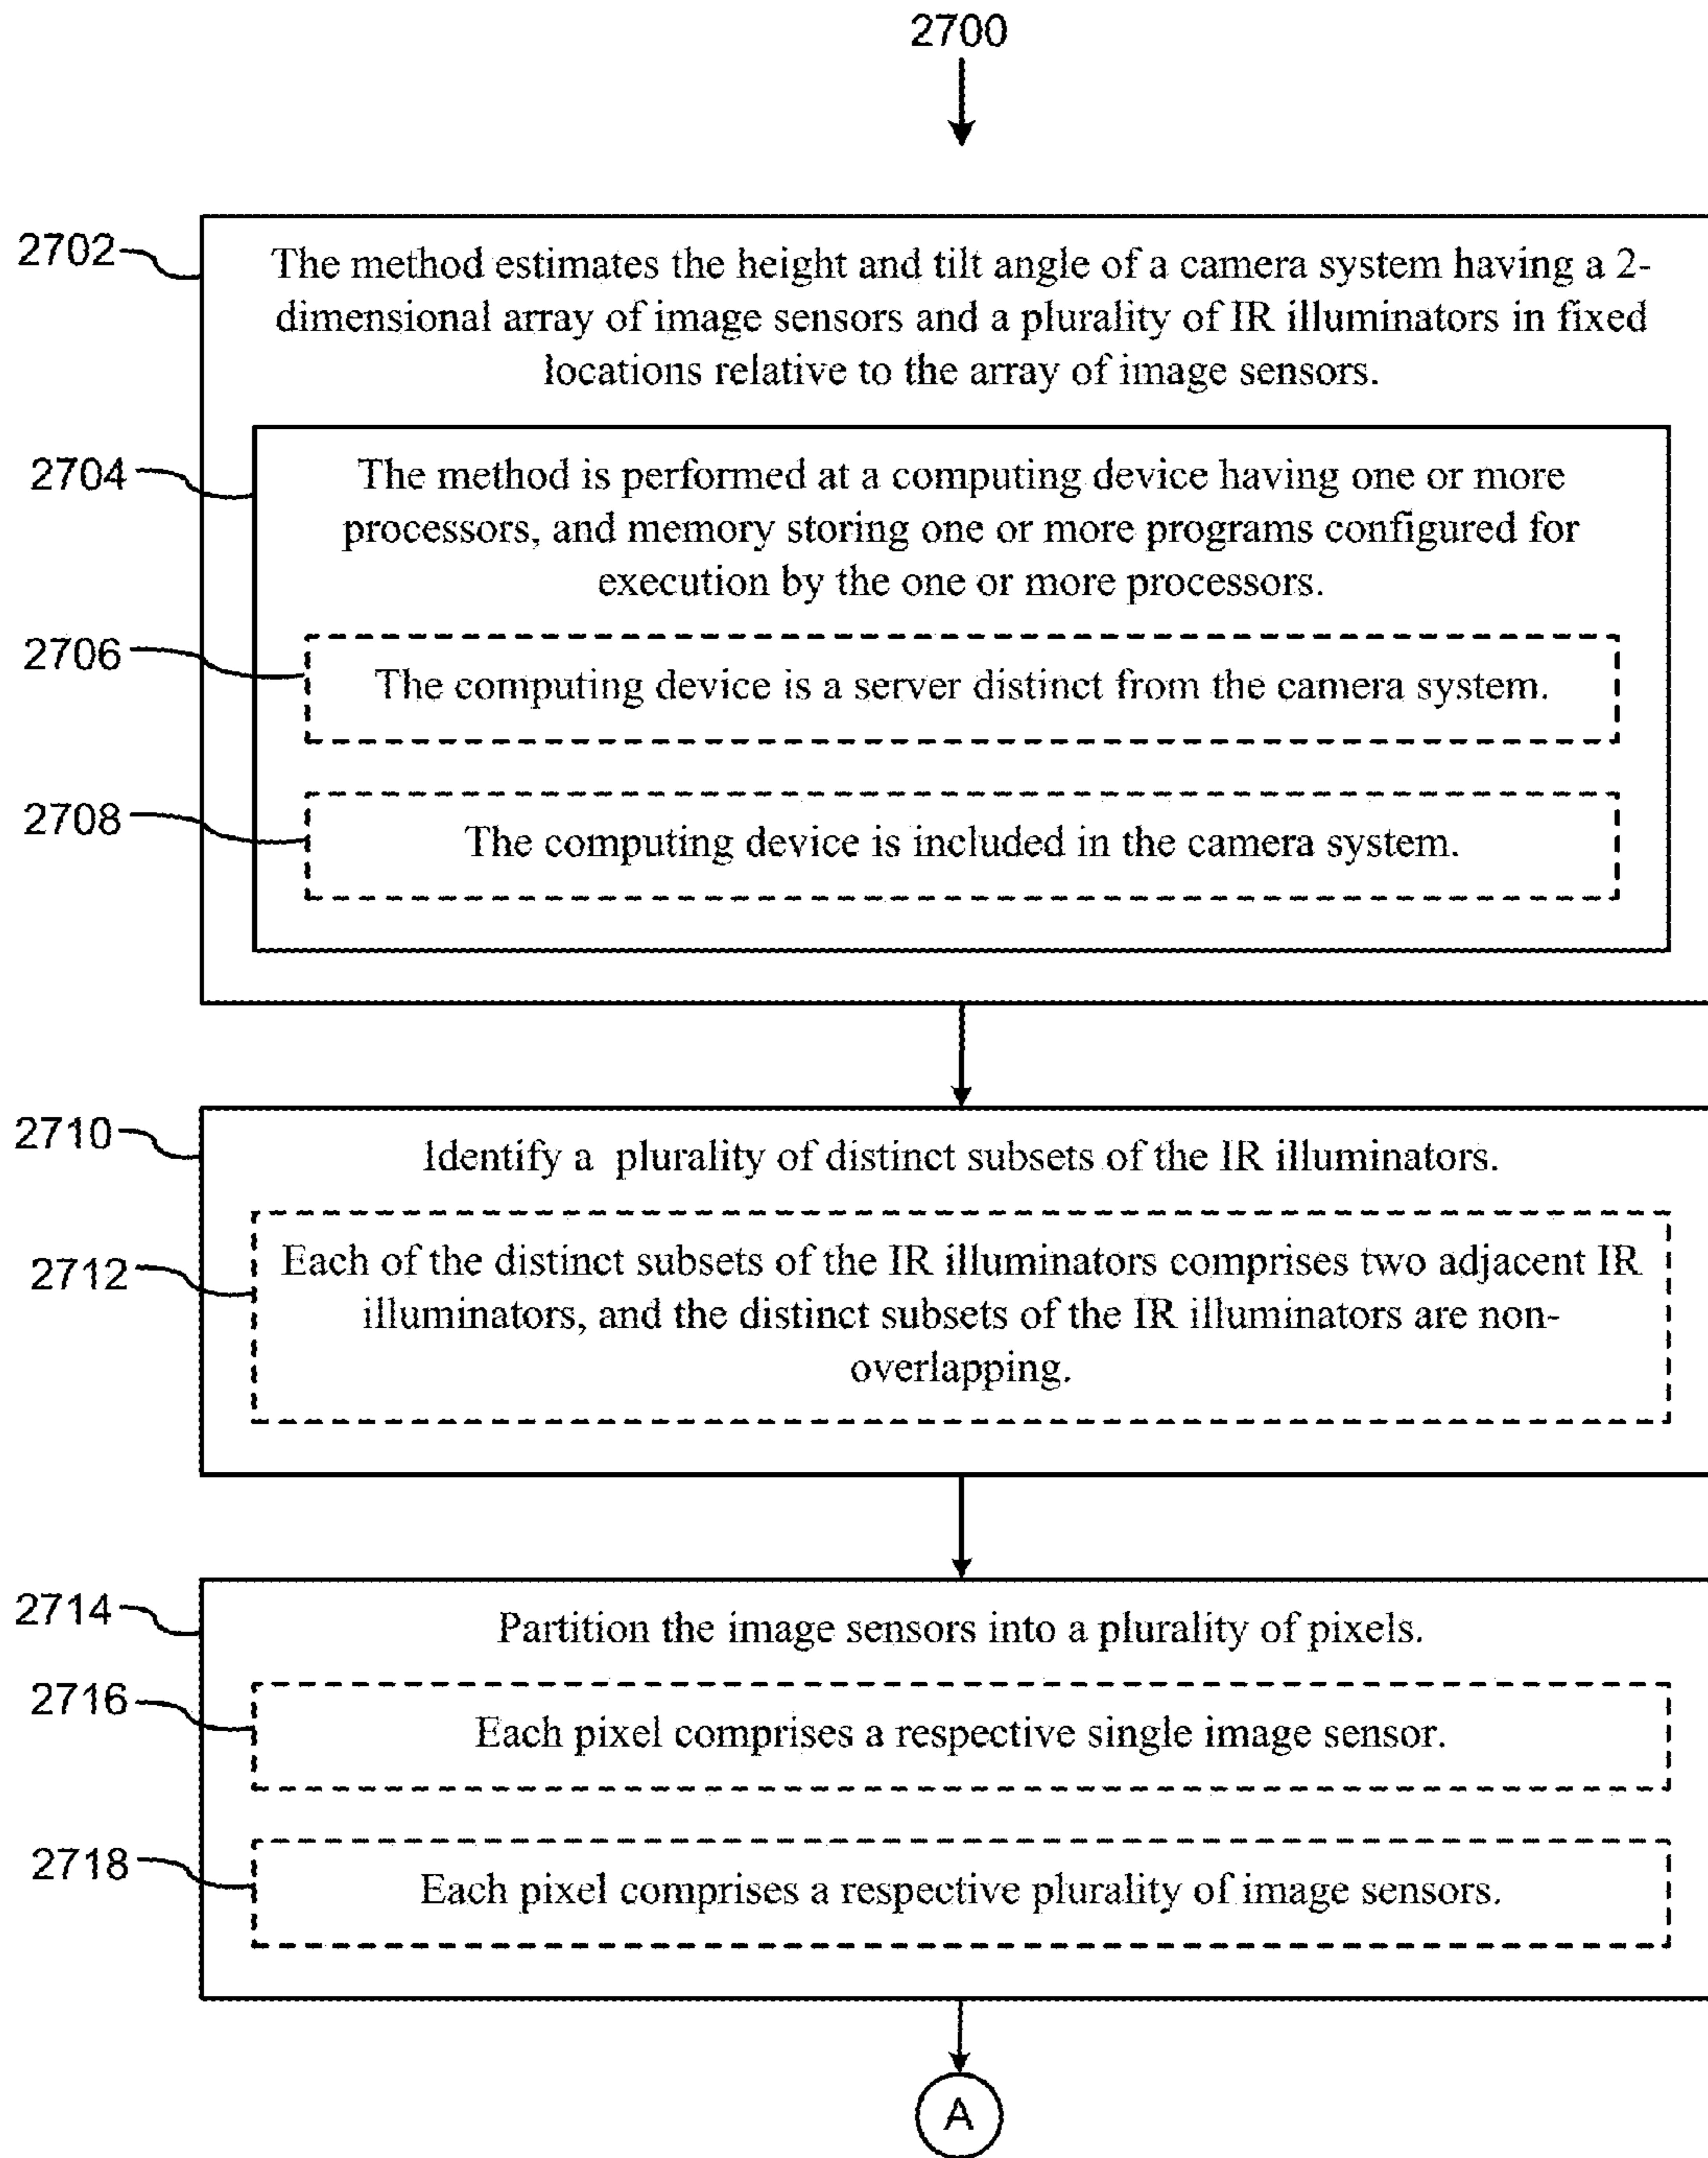 2700
2702
The method estimates the height and tilt angle of a camera system having a 2-
dimensional array of image sensors and a plurality of IR illuminators in fixed
locations relative to the array of image sensors.
2704
The method is performed at a computing device having one or more
processors, and memory storing one or more programs configured for
execution by the one or more processors.
2706
The computing device is a server distinct from the camera system.
2708
The computing device is included in the camera system.
2710
Identify a plurality of distinct subsets of the IR illuminators.
2712
Each of the distinct subsets of the IR illuminators comprises two adjacent IR
illuminators, and the distinct subsets of the IR illuminators are non-
overlapping.
2714
Partition the image sensors into a plurality of pixels.
2716
Each pixel comprises a respective single image sensor.
2718
Each pixel comprises a respective plurality of image sensors.
A